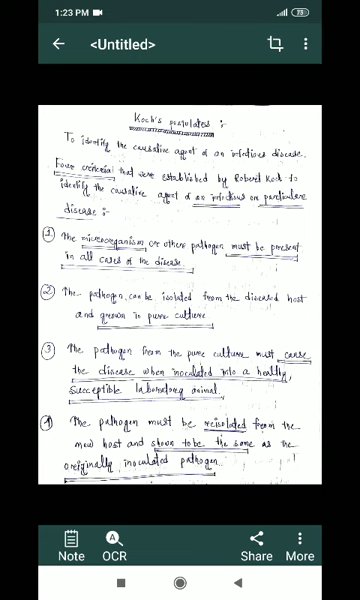 1:23 PM
73
<Untitled>
Koch's postulates :-
To identify the causative agent of an infectious disease.
Four criteria that were established by Robert Koch to
identify the causative agent of an infectious or particular
disease :-
① The microorganism or other pathogen must be present
in all cases of the disease
② The pathogen can be isolated from the diseased host
and grown in pure culture
③ The pathogen from the pure culture must cause
the disease when inoculated into a healthy,
susceptible laboratory animal.
④ The pathogen must be reisolated from the
new host and shown to be the same as the
originally inoculated pathogen.
Note
OCR
Share
More